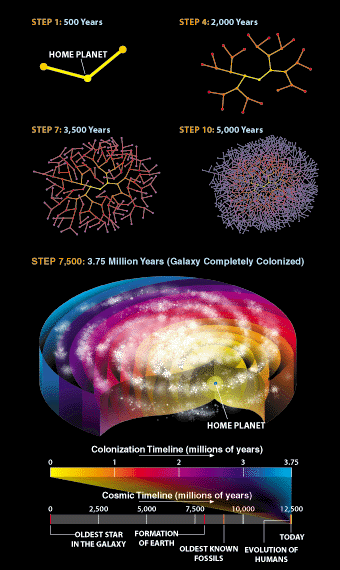 STEP 1: 500 Years
STEP 4: 2,000 Years
HOME PLANET
STEP 7: 3,500 Years
STEP 10: 5,000 Years
STEP 7,500: 3.75 Million Years (Galaxy Completely Colonized)
HOME PLANET
Colonization Timeline (millions of years)
0 1 2 3 3.75
Cosmic Timeline (millions of years)
0 2,500 5,000 7,500 10,000 12,500
TODAY
OLDEST STAR
IN THE GALAXY
FORMATION
OF EARTH
OLDEST KNOWN
FOSSILS
EVOLUTION OF
HUMANS